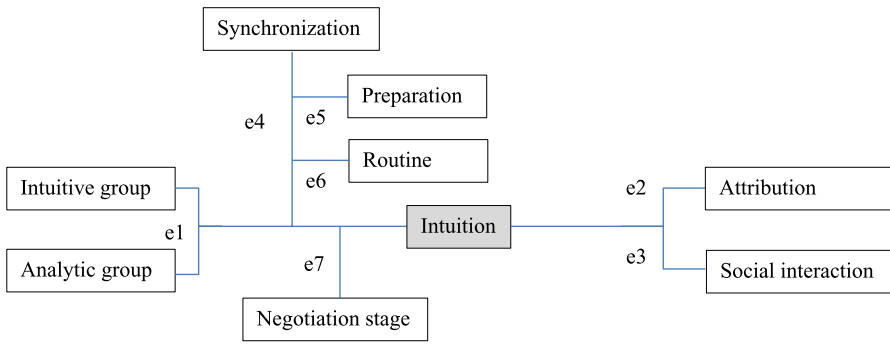 Synchronization
Preparation
e4
e5
Routine
e6
Intuitive group
e2
Attribution
e1
Intuition
Analytic group
e7
e3
Social interaction
Negotiation stage